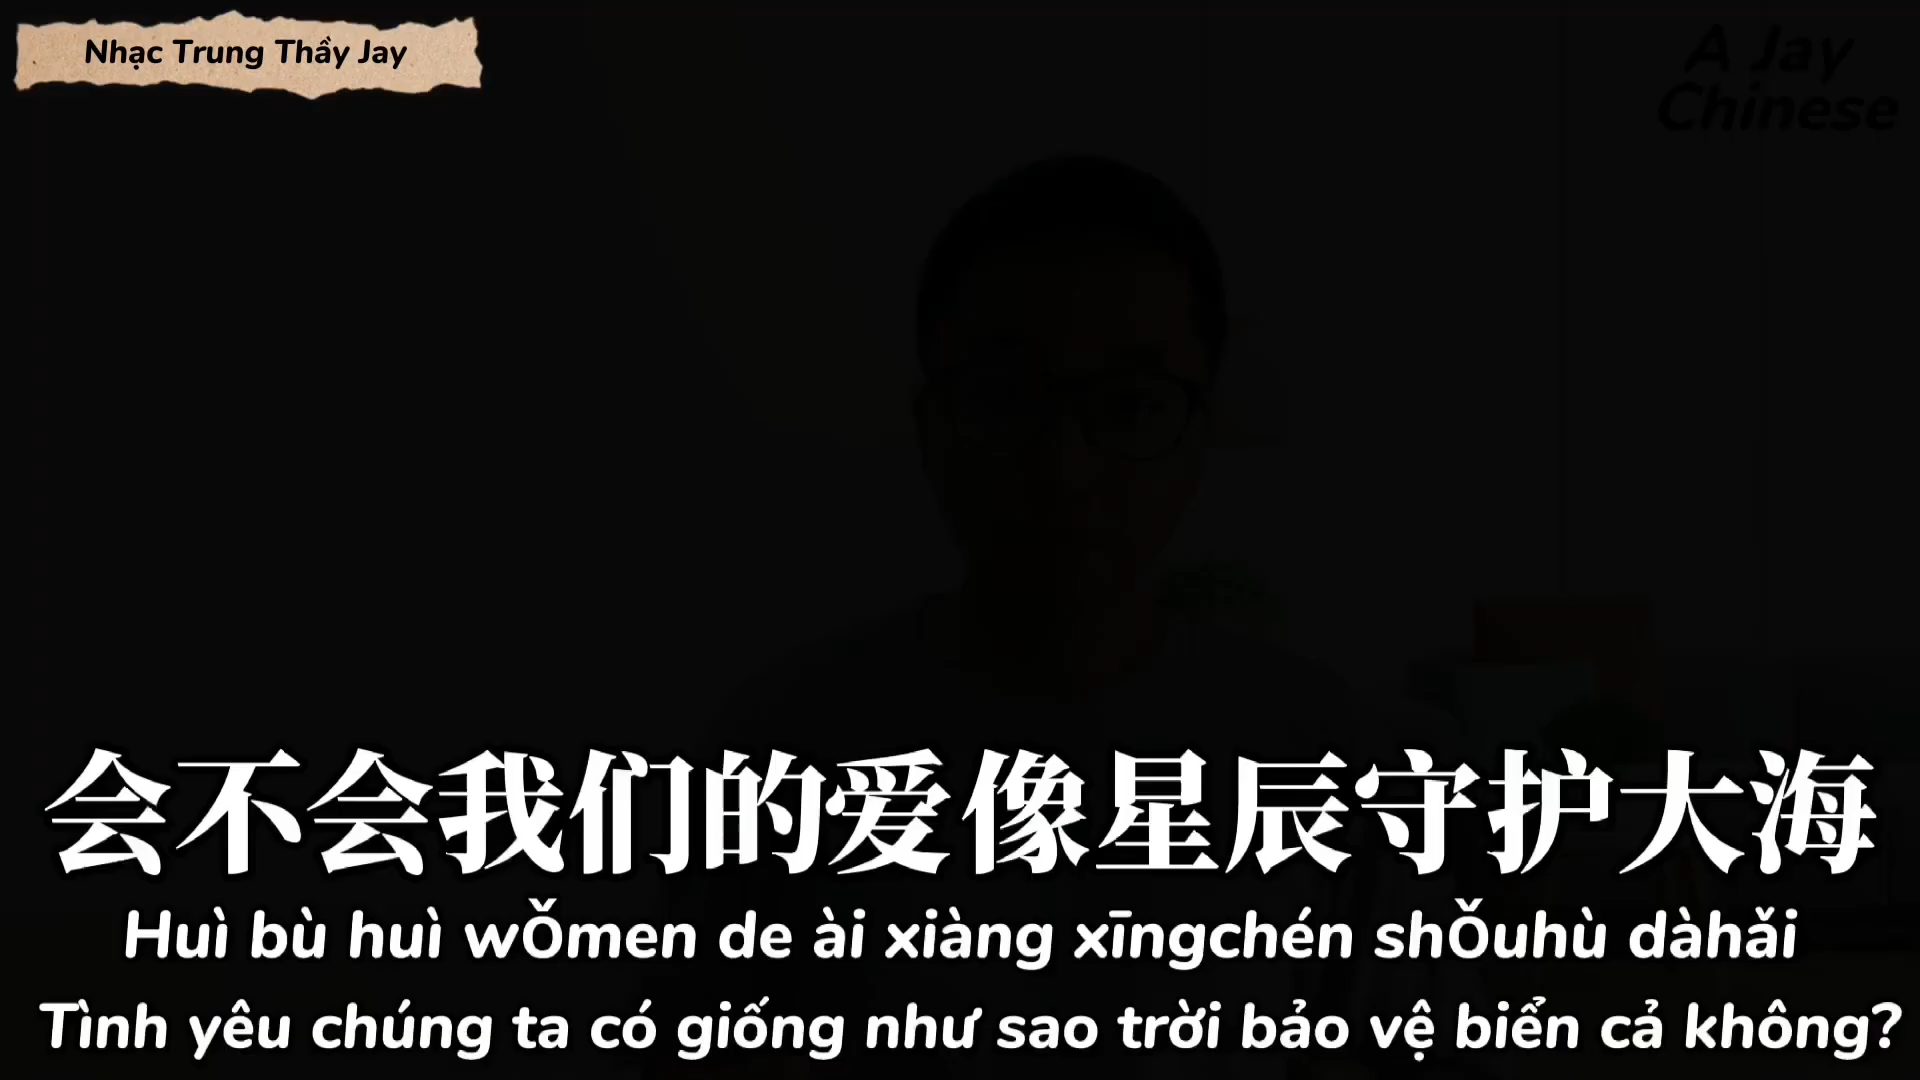 Nhạc Trung Thầy Jay
A Jay
Chinese
会不会我们的爱像星辰守护大海
Huì bù huì wǑmen de ài xiàng xīngchén shǑuhù dàhǎi
Tình yêu chúng ta có giống như sao trời bảo vệ biển cả không?